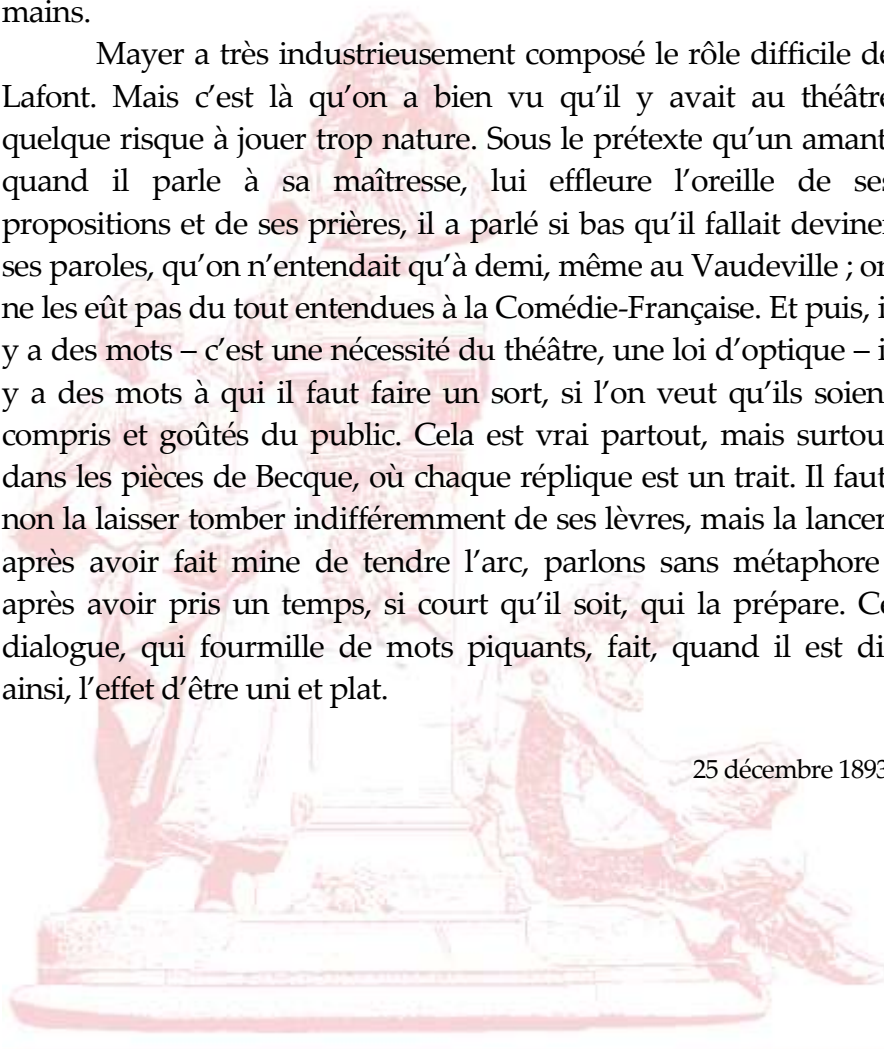 mains.
Mayer a très industrieusement composé le rôle difficile de
Lafont. Mais c’est là qu’on a bien vu qu’il y avait au théâtre
quelque risque à jouer trop nature. Sous le prétexte qu’un amant
quand il parle à sa maîtresse, lui effleure l’oreille de ses
propositions et de ses prières, il a parlé si bas qu’il fallait deviner
ses paroles, qu’on n’entendait qu’à demi, même au Vaudeville ; on
ne les eût pas du tout entendues à la Comédie-Française. Et puis, i
y a des mots – c’est une nécessité du théâtre, une loi d’optique – i
y a des mots à qui il faut faire un sort, si l’on veut qu’ils soien
compris et goûtés du public. Cela est vrai partout, mais surtou
dans les pièces de Becque, où chaque réplique est un trait. Il faut
non la laisser tomber indifféremment de ses lèvres, mais la lancer
après avoir fait mine de tendre l’arc, parlons sans métaphore
après avoir pris un temps, si court qu’il soit, qui la prépare. Ce
dialogue, qui fourmille de mots piquants, fait, quand il est di
ainsi, l’effet d’être uni et plat.
25 décembre 1893